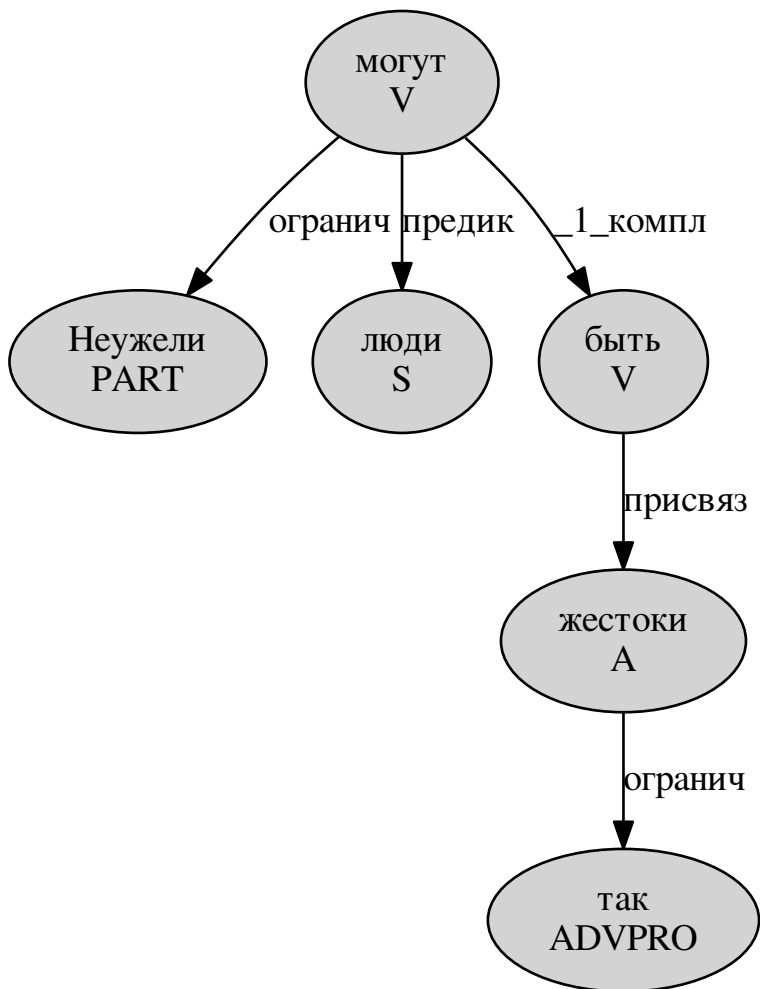 могут
V
огранич предик _1_компл
Неужели
PART
люди
S
быть
V
присвяз
жестоки
A
огранич
так
ADVPRO